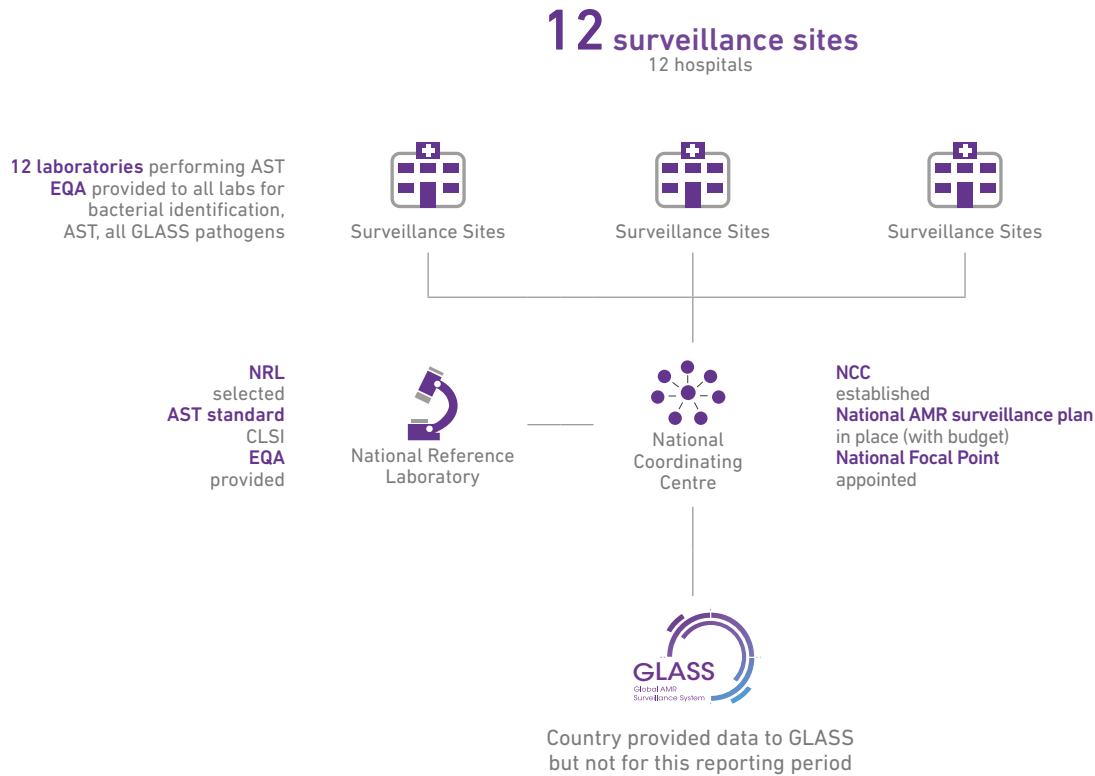 12 surveillance sites
12 hospitals
12 laboratories performing AST
EQA provided to all labs for
bacterial identification,
AST, all GLASS pathogens
Surveillance Sites
Surveillance Sites
Surveillance Sites
NRL
selected
AST standard
CLSI
EQA
provided
National Reference
Laboratory
National
Coordinating
Centre
NCC
established
National AMR surveillance plan
in place (with budget)
National Focal Point
appointed
GLASS
Global AMR
Surveillance System
Country provided data to GLASS
but not for this reporting period